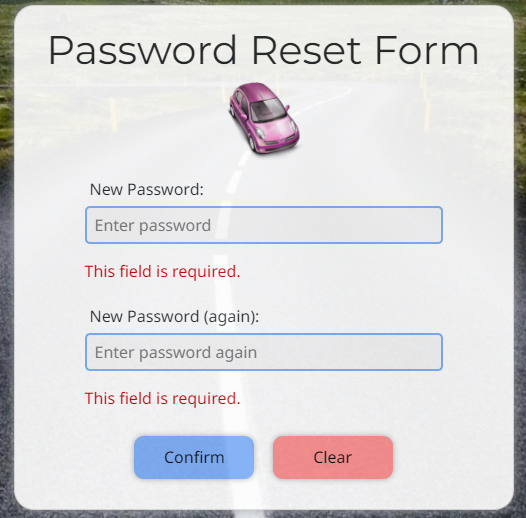 Password Reset Form
New Password:
Enter password
This field is required.
New Password (again):
Enter password again
This field is required.
Confirm
Clear